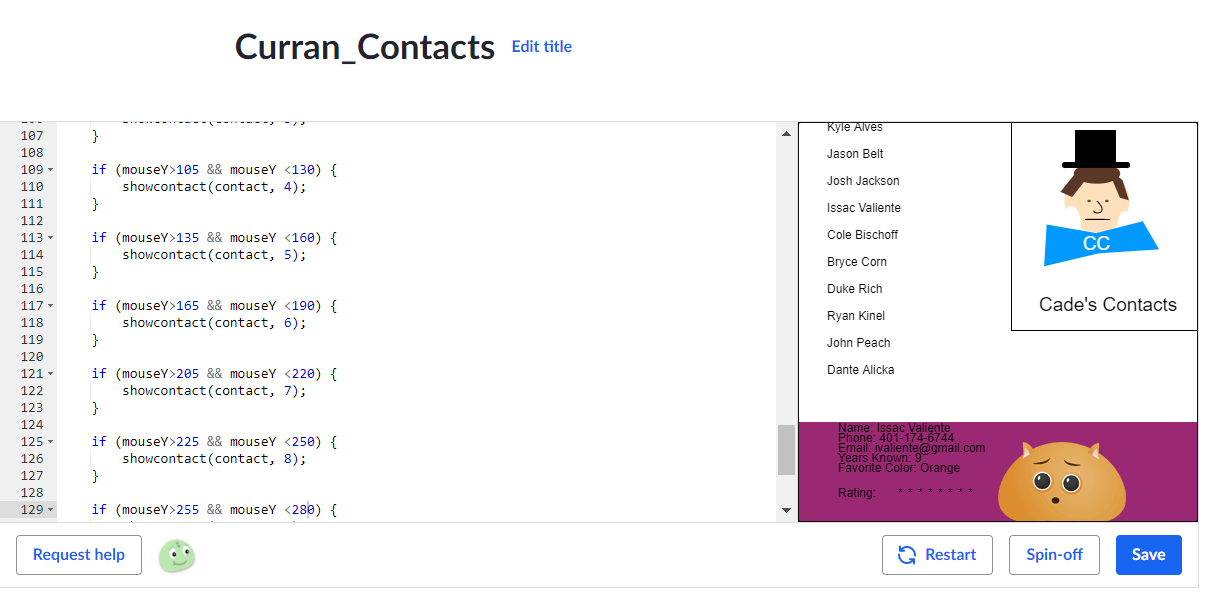 Curran_Contacts Edit title
107 }
108
109 if (mouseY>105 && mouseY <130) {
110 showcontact(contact, 4);
111 }
112
113 if (mouseY>135 && mouseY <160) {
114 showcontact(contact, 5);
115 }
116
117 if (mouseY>165 && mouseY <190) {
118 showcontact(contact, 6);
119 }
120
121 if (mouseY>205 && mouseY <220) {
122 showcontact(contact, 7);
123 }
124
125 if (mouseY>225 && mouseY <250) {
126 showcontact(contact, 8);
127 }
128
129 if (mouseY>255 && mouseY <280) {
Kyle Alves
Jason Belt
Josh Jackson
Issac Valiente
Cole Bischoff
Bryce Corn
Duke Rich
Ryan Kinel
John Peach
Dante Alicka
CC
Cade's Contacts
Name: Issac Valiente
Phone: 401-174-6744
Email: ivaliente@gmail.com
Years Known: 9
Favorite Color: Orange
Rating: * * * * * * * *
Request help
Restart
Spin-off
Save